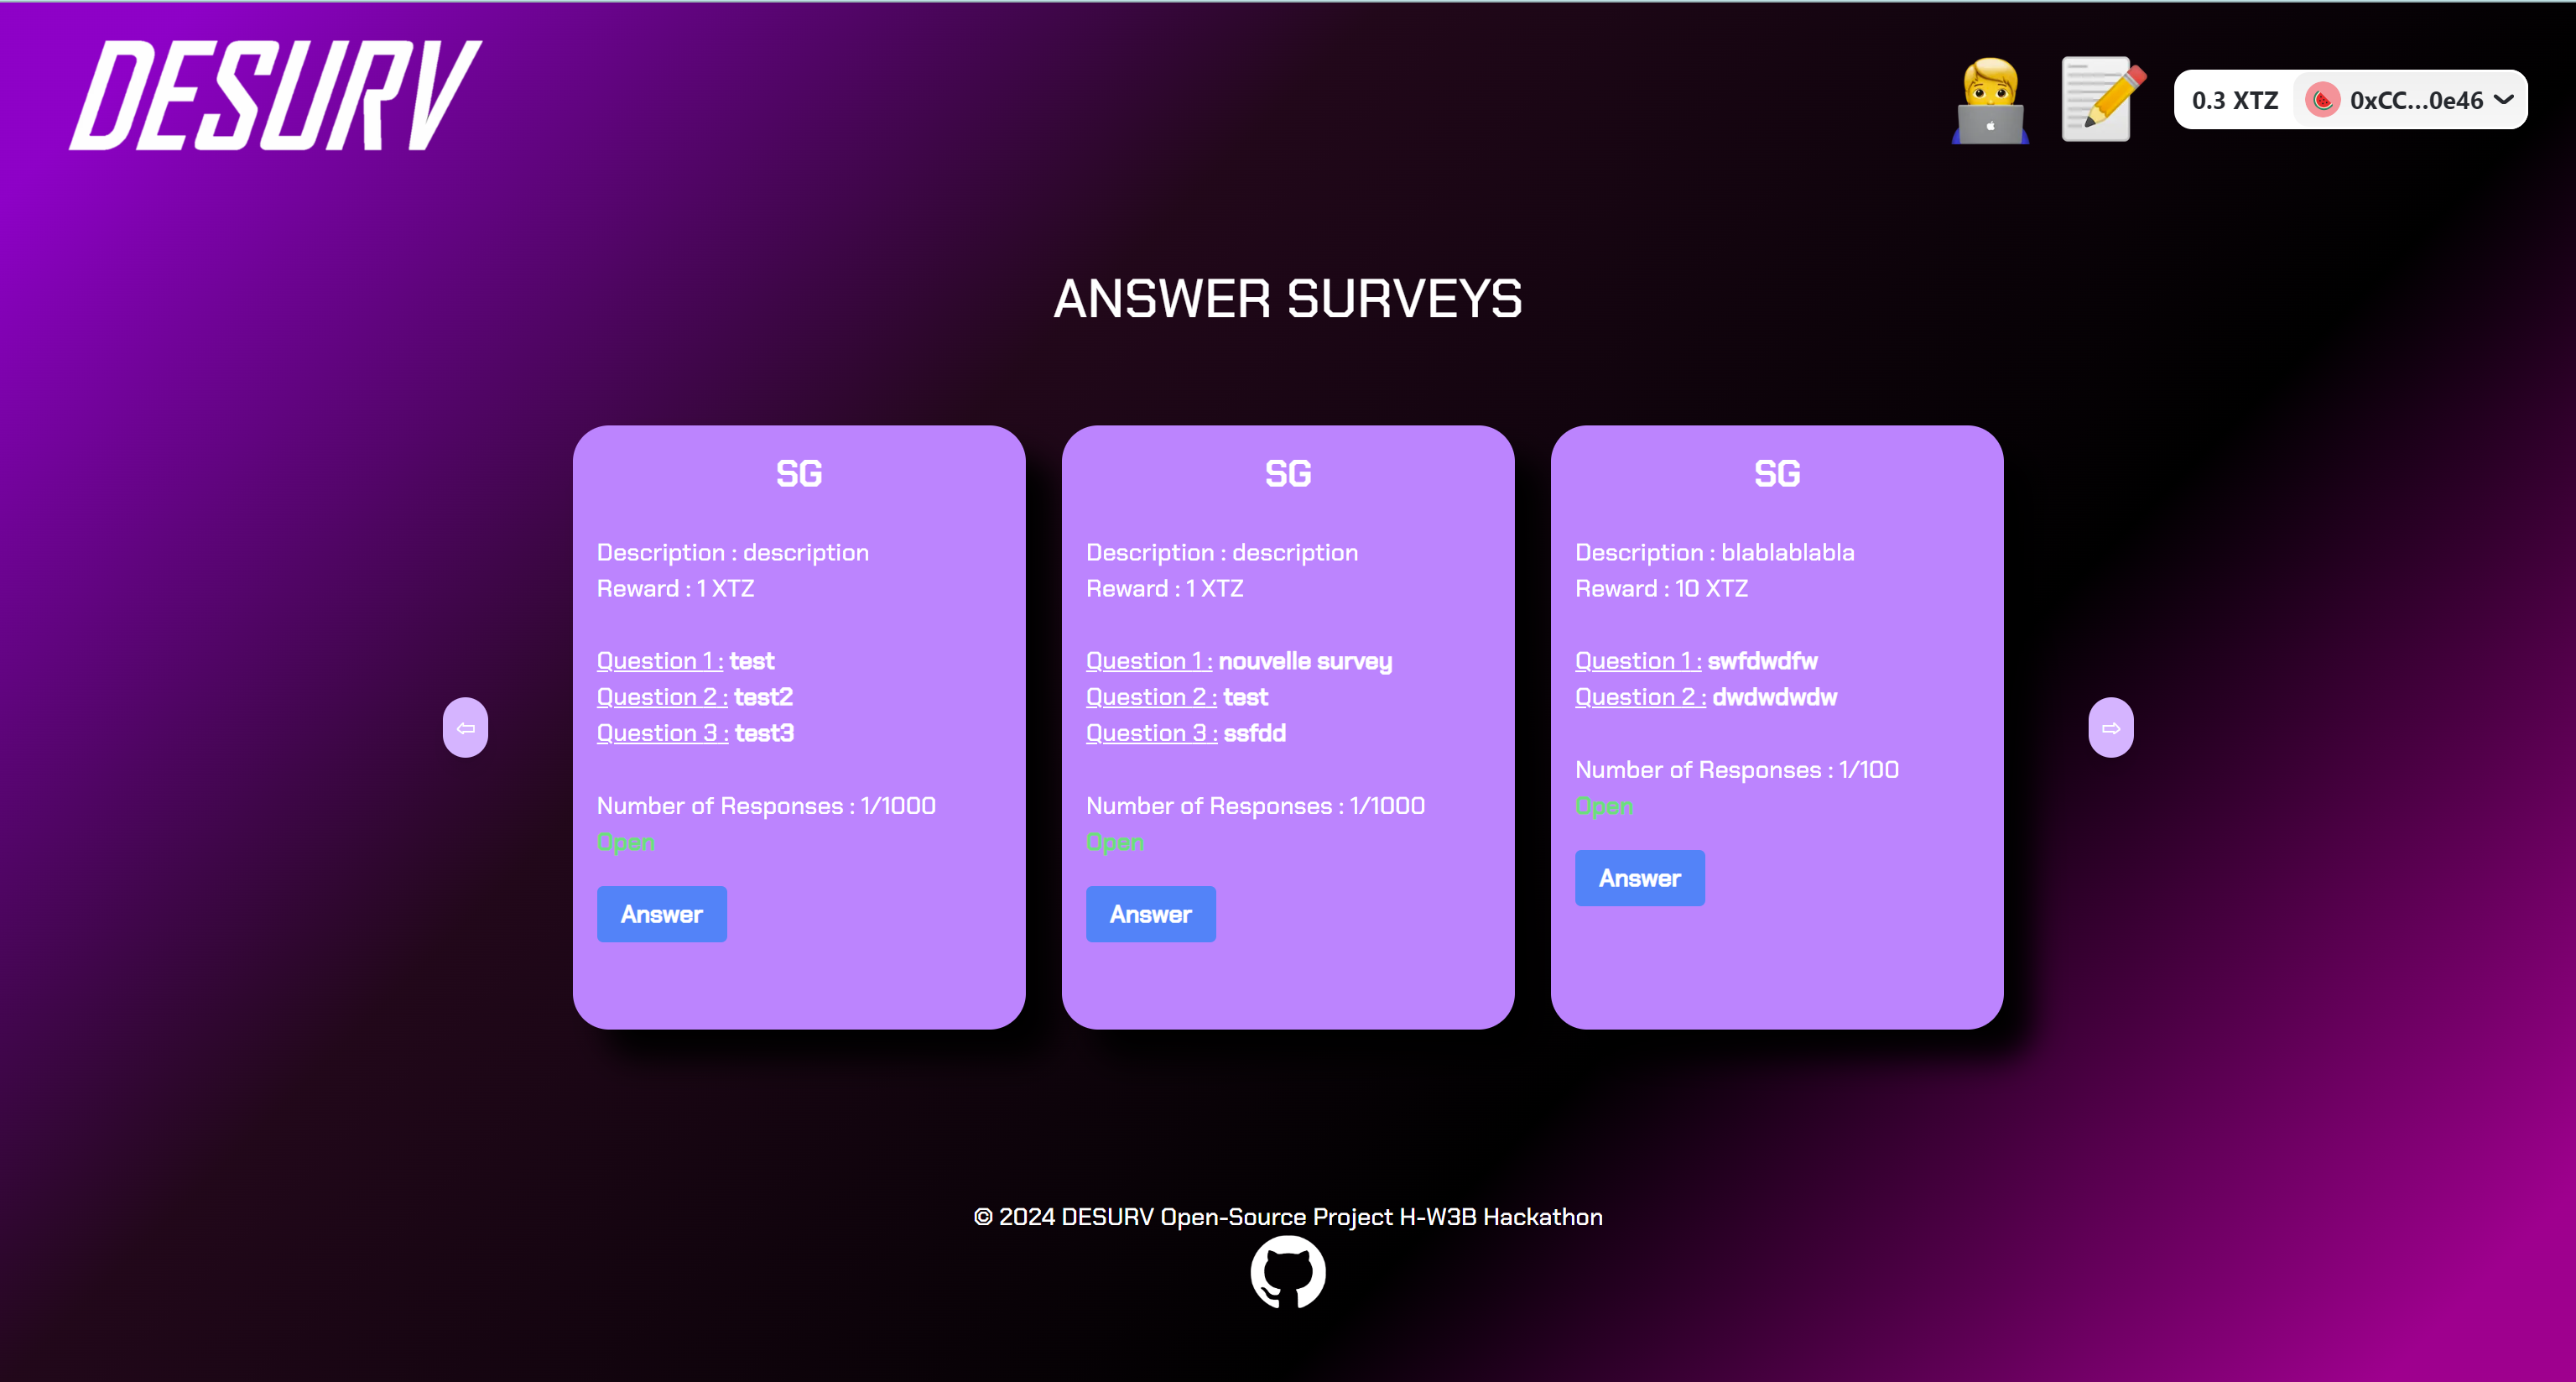 DESURV
0.3 XTZ 0xCC...0e46
ANSWER SURVEYS
SG
Description : description
Reward : 1 XTZ
Question 1 : test
Question 2 : test2
Question 3 : test3
Number of Responses : 1/1000
Open
Answer
SG
Description : description
Reward : 1 XTZ
Question 1 : nouvelle survey
Question 2 : test
Question 3 : ssfdd
Number of Responses : 1/1000
Open
Answer
SG
Description : blablablabla
Reward : 10 XTZ
Question 1 : swfdwdfw
Question 2 : dwdwdwdw
Number of Responses : 1/100
Open
Answer
© 2024 DESURV Open-Source Project H-W3B Hackathon